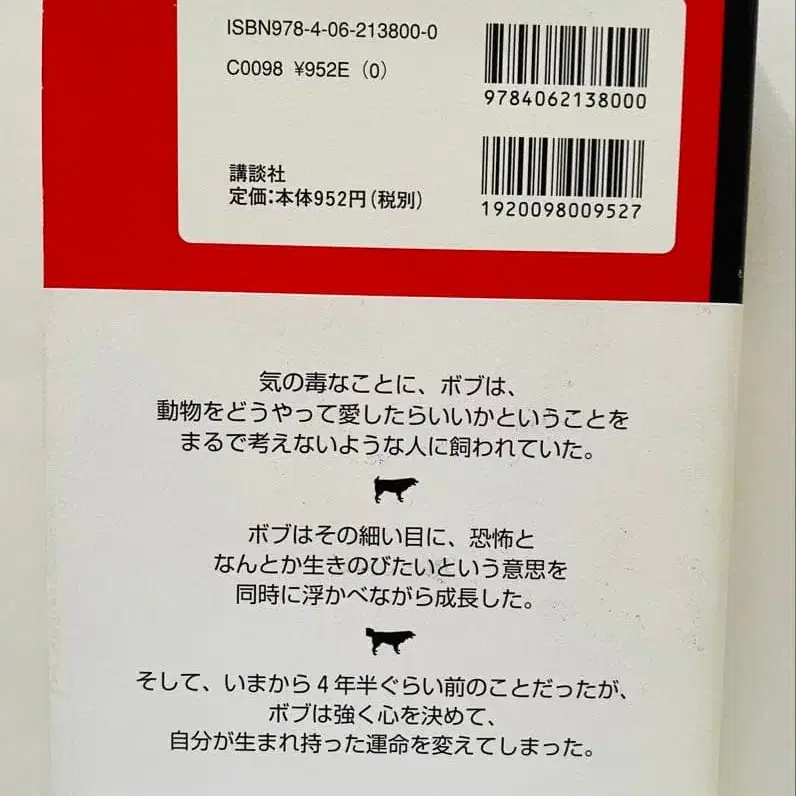 ISBN978-4-06-213800-0
C0098 ¥952E (0)
9784062138000
講談社
定価:本体952円(税別)
1920098009527
気の毒なことに、ボブは、
動物をどうやって愛したらいいかということを
まるで考えないような人に飼われていた。
ボブはその細い目に、恐怖と
なんとか生きのびたいという意思を
同時に浮かべながら成長した。
そして、いまから4年半ぐらい前のことだったが、
ボブは強く心を決めて、
自分が生まれ持った運命を変えてしまった。